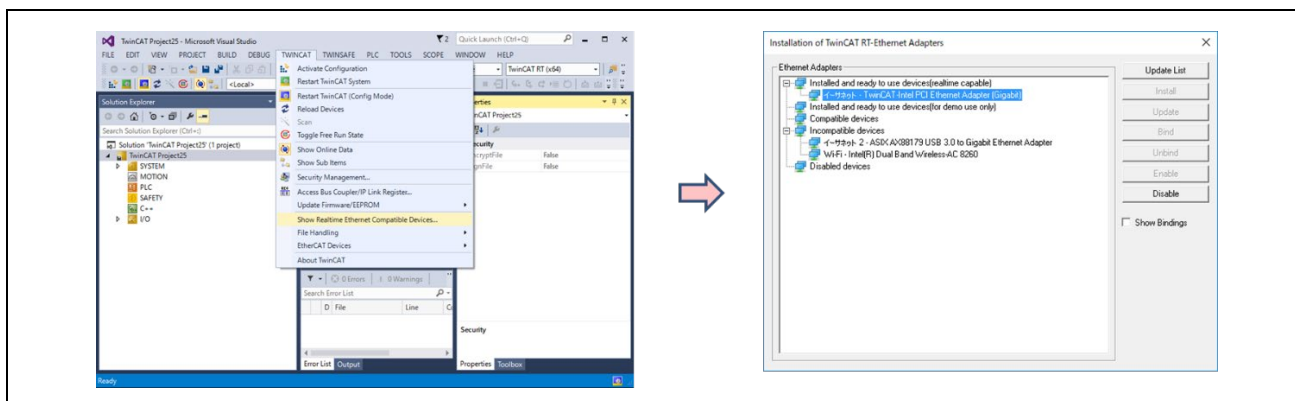 TwinCAT Project25 - Microsoft Visual Studio
2 Quick Launch (Ctrl+Q)
FILE EDIT VIEW PROJECT BUILD DEBUG TWINCAT TWINSAFE PLC TOOLS SCOPE WINDOW HELP
TwinCAT RT (x64)
<Local>
Activate Configuration
Restart TwinCAT System
Restart TwinCAT (Config Mode)
Reload Devices
Scan
Toggle Free Run State
Show Online Data
Show Sub Items
Security Management...
Access Bus Coupler/IP Link Register...
Update Firmware/EEPROM
Show Realtime Ethernet Compatible Devices...
File Handling
EtherCAT Devices
About TwinCAT
Solution Explorer
Search Solution Explorer (Ctrl+;)
Solution 'TwinCAT Project25' (1 project)
TwinCAT Project25
SYSTEM
MOTION
PLC
SAFETY
C++
I/O
erties
nCAT Project25
curity
cryptFile False
gnFile False
0 Errors 0 Warnings
Search Error List
D File Line
Error List Output
Security
Properties Toolbox
Ready
Installation of TwinCAT RT-Ethernet Adapters
Ethernet Adapters
Installed and ready to use devices(realtime capable)
イーサネット - TwinCAT-Intel PCI Ethernet Adapter (Gigabit)
Installed and ready to use devices(for demo use only)
Compatible devices
Incompatible devices
イーサネット 2 - ASIX AX88179 USB 3.0 to Gigabit Ethernet Adapter
Wi-Fi - Intel(R) Dual Band Wireless-AC 8260
Disabled devices
Update List
Install
Update
Bind
Unbind
Enable
Disable
Show Bindings